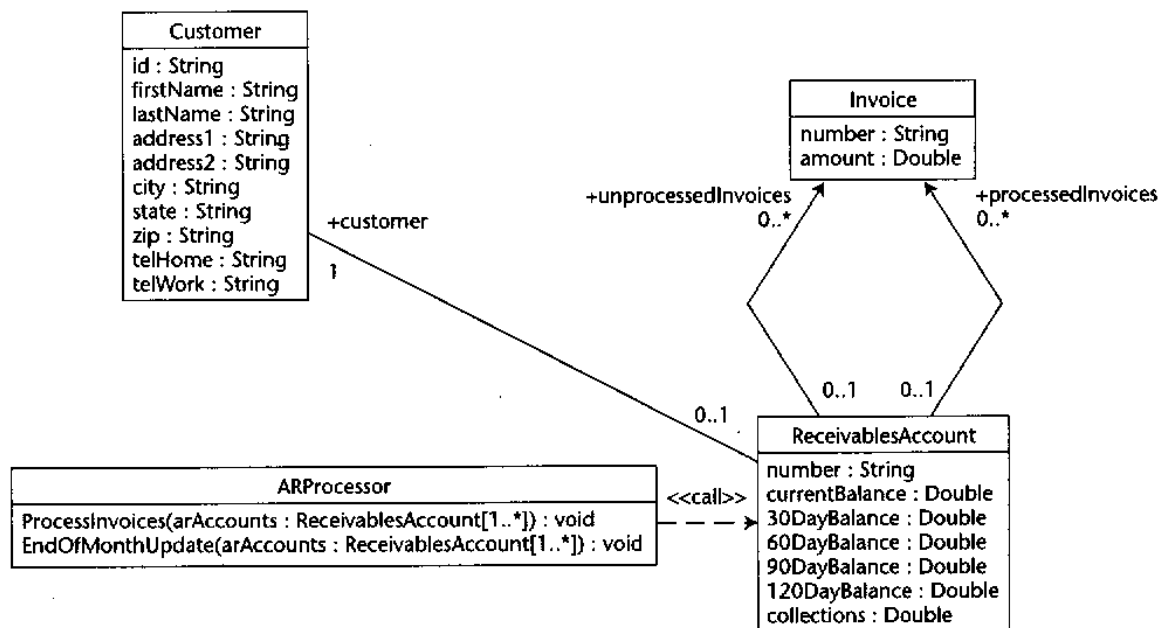 Customer
id : String
firstName : String
lastName : String
address1 : String
address2 : String
city : String
state : String
zip : String
telHome : String
telWork : String
Invoice
number : String
amount : Double
+unprocessedInvoices
0..*
+processedInvoices
0..*
+customer
1
0..1
0..1
0..1
ReceivablesAccount
number : String
currentBalance : Double
30DayBalance : Double
60DayBalance : Double
90DayBalance : Double
120DayBalance : Double
collections : Double
ARProcessor
ProcessInvoices(arAccounts : ReceivablesAccount[1..*]) : void
EndOfMonthUpdate(arAccounts : ReceivablesAccount[1..*]) : void
<<call>>